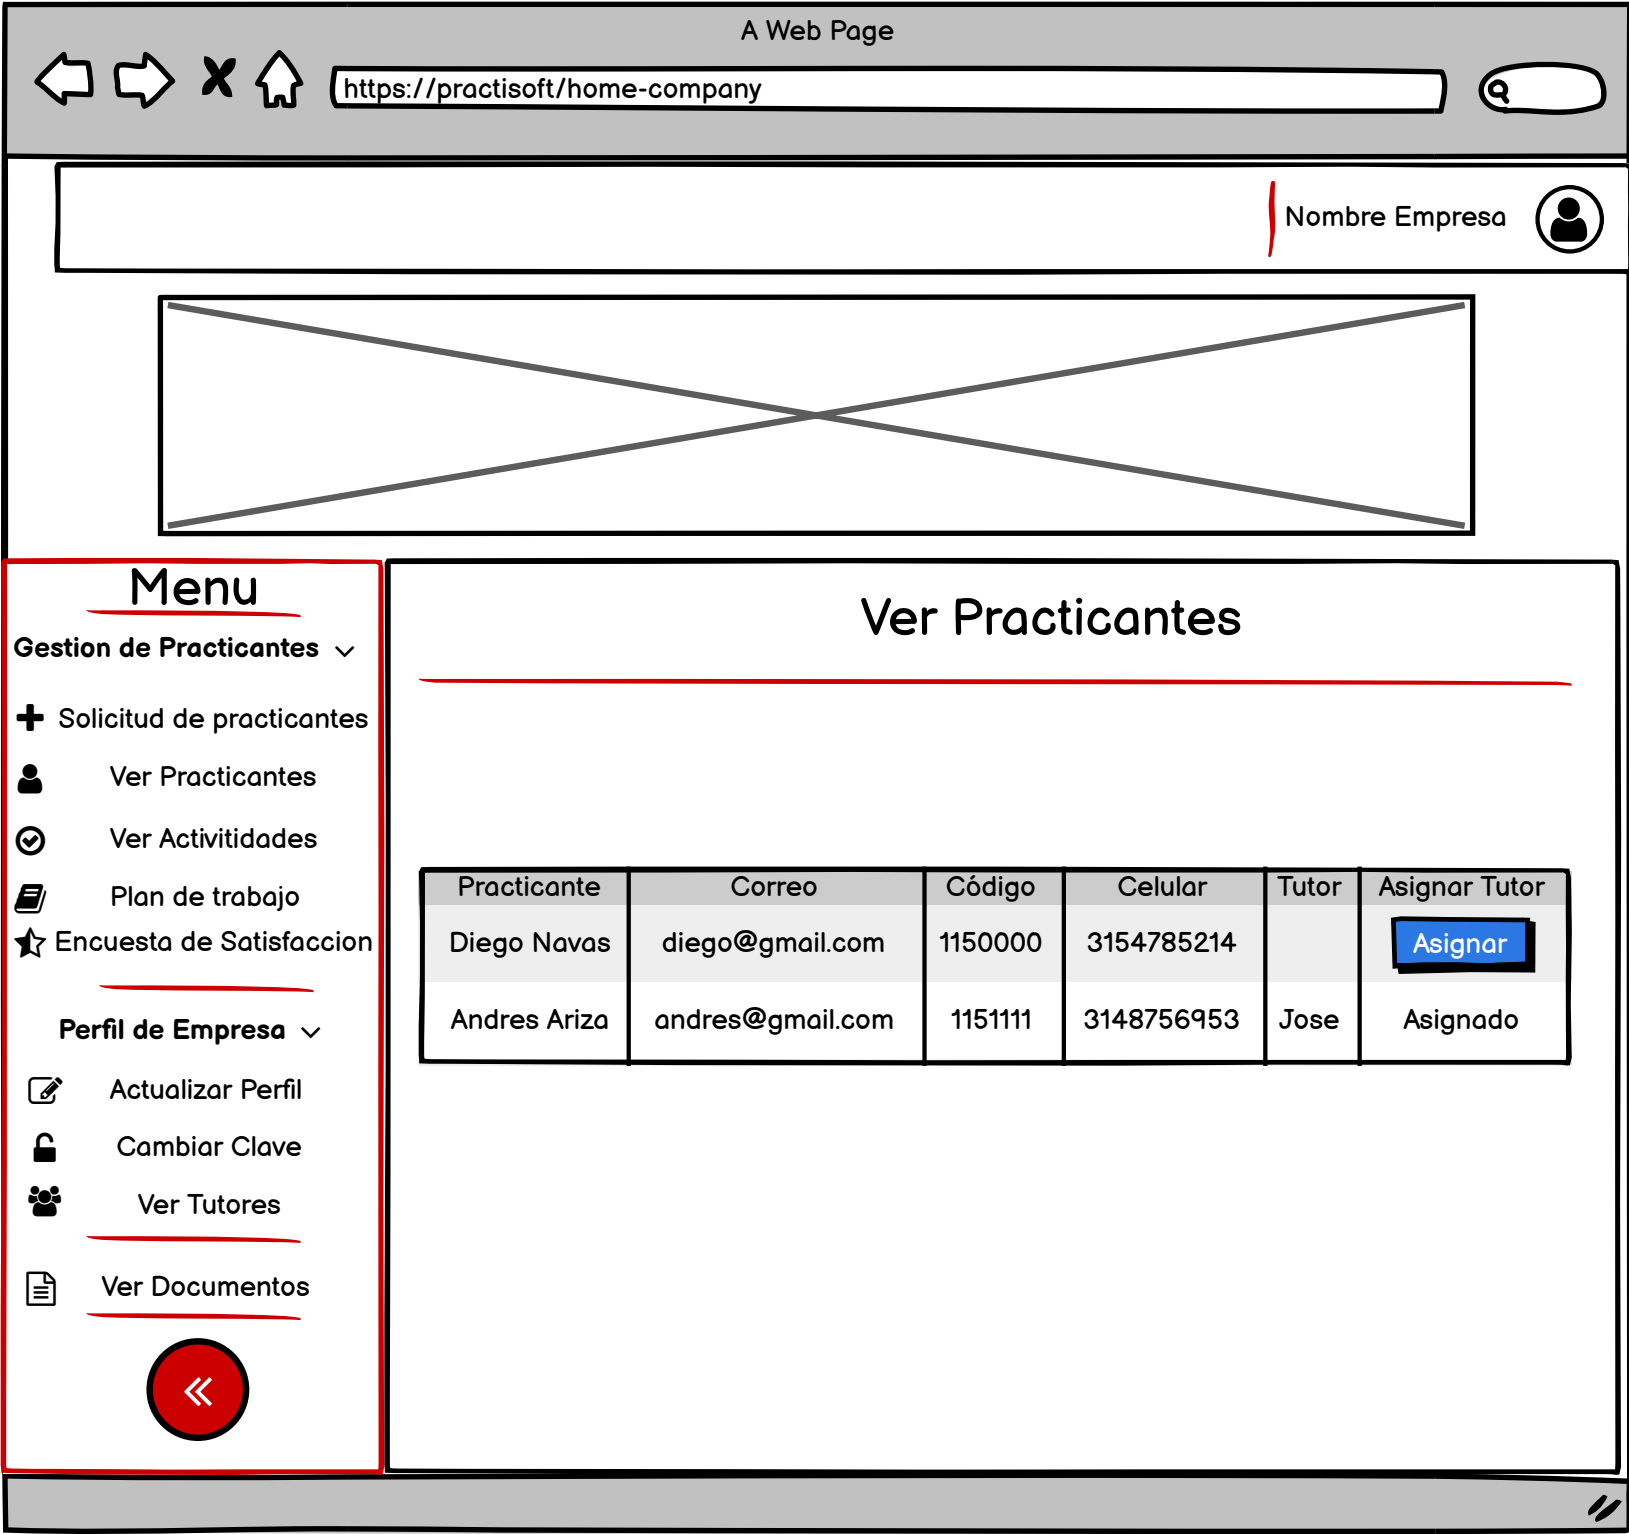 A Web Page
https://practisoft/home-company
Nombre Empresa
Menu
Gestion de Practicantes
Solicitud de practicantes
Ver Practicantes
Ver Activitidades
Plan de trabajo
Encuesta de Satisfaccion
Perfil de Empresa
Actualizar Perfil
Cambiar Clave
Ver Tutores
Ver Documentos
Ver Practicantes
Practicante Correo Código Celular Tutor Asignar Tutor
Diego Navas diego@gmail.com 1150000 3154785214 Asignar
Andres Ariza andres@gmail.com 1151111 3148756953 Jose Asignado